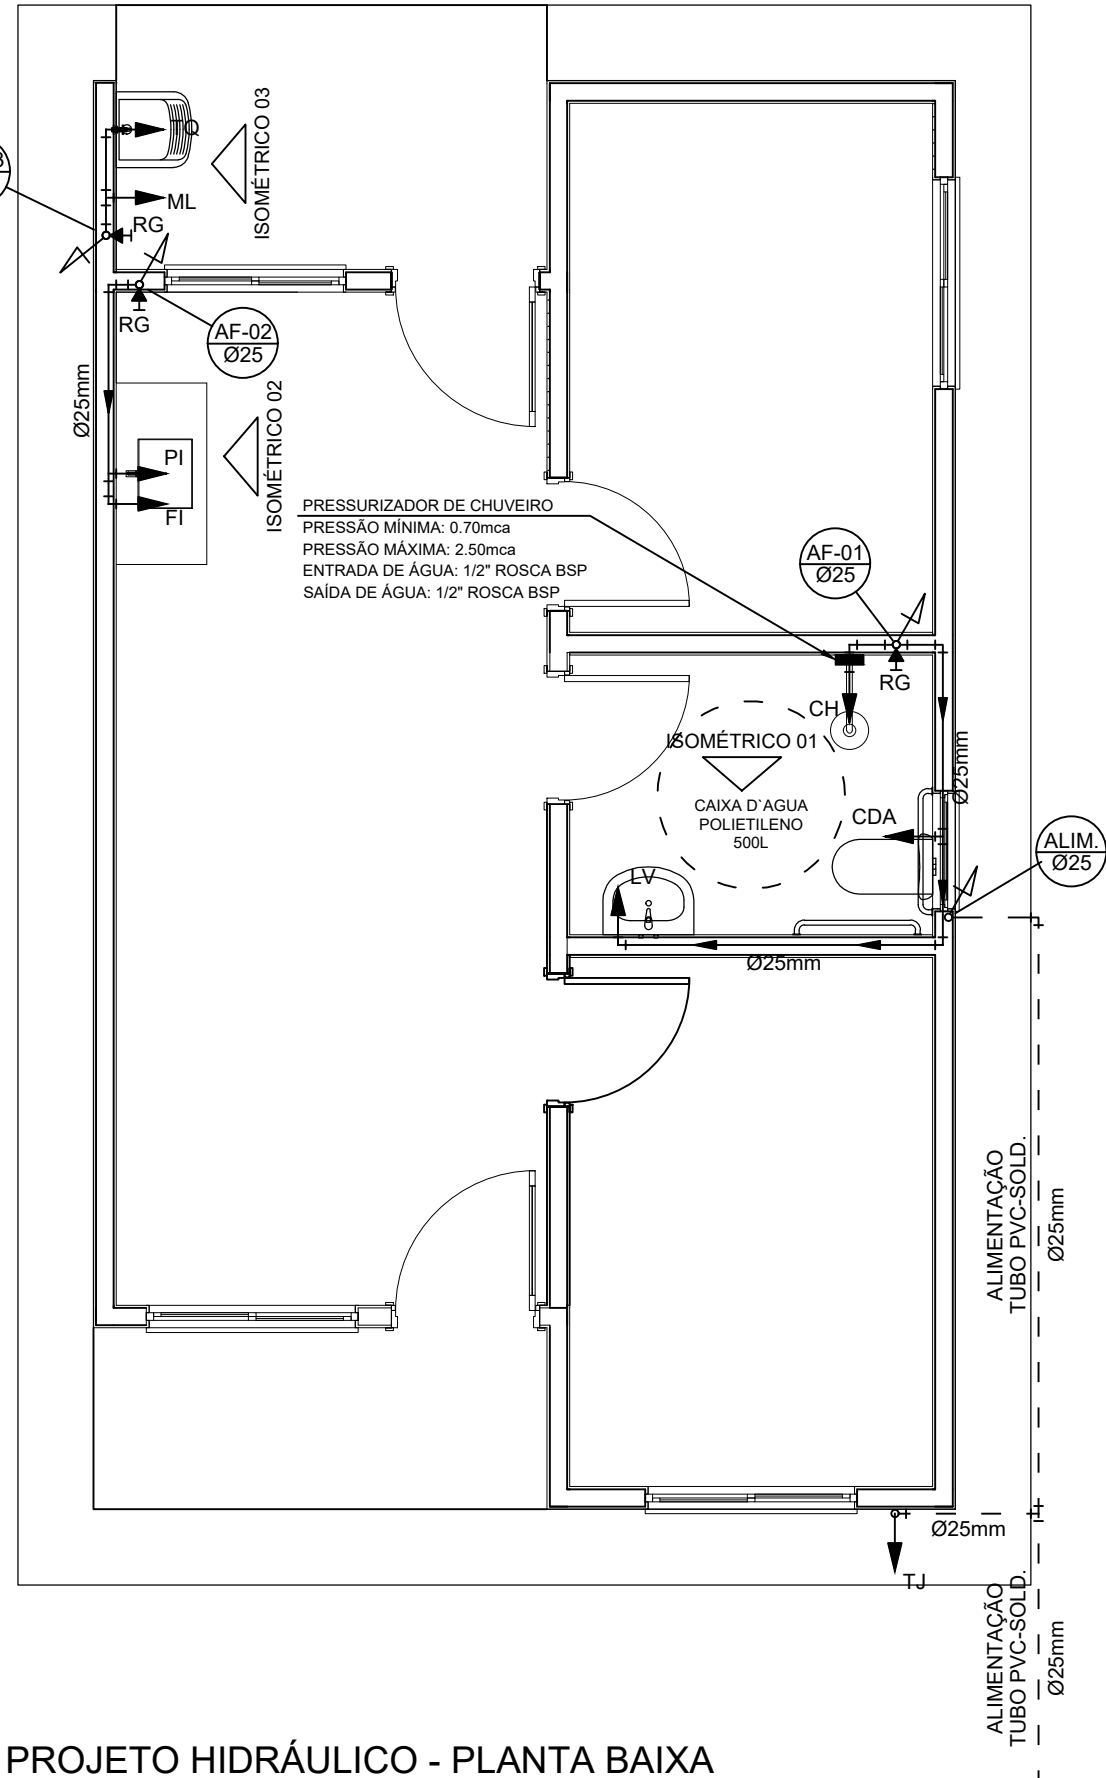 TQ
ISOMÉTRICO 03
ML
RG
RG
AF-02
Ø25
Ø25mm
ISOMÉTRICO 02
PI
FI
PRESSURIZADOR DE CHUVEIRO
PRESSÃO MÍNIMA: 0.70mca
PRESSÃO MÁXIMA: 2.50mca
ENTRADA DE ÁGUA: 1/2" ROSCA BSP
SAÍDA DE ÁGUA: 1/2" ROSCA BSP
AF-01
Ø25
RG
CH
ISOMÉTRICO 01
Ø25mm
CAIXA D`AGUA
POLIETILENO
500L
CDA
ALIM.
Ø25
LV
Ø25mm
ALIMENTAÇÃO
TUBO PVC-SOLD.
Ø25mm
Ø25mm
TJ
ALIMENTAÇÃO
TUBO PVC-SOLD.
Ø25mm
PROJETO HIDRÁULICO - PLANTA BAIXA